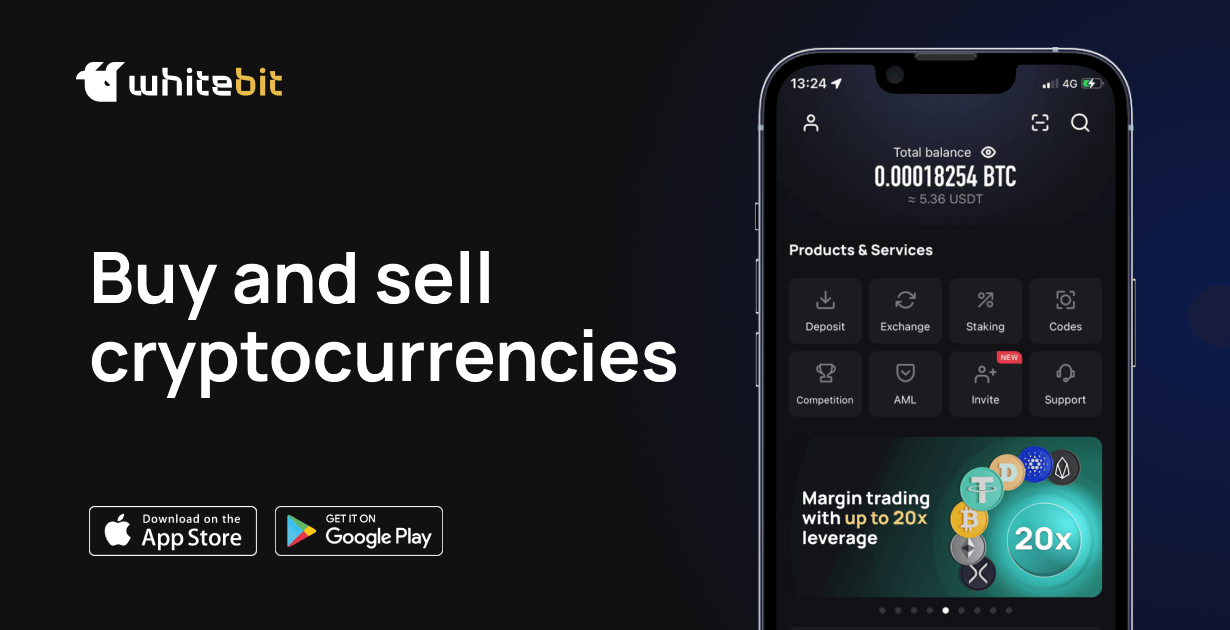 whitebit
Buy and sell
cryptocurrencies
Download on the
App Store
GET IT ON
Google Play
13:24
4G
Total balance
0.00018254 BTC
≈ 5.36 USDT
Products & Services
Deposit
Exchange
Staking
Codes
Competition
AML
NEW
Invite
Support
Margin trading
with up to 20x
leverage
20x